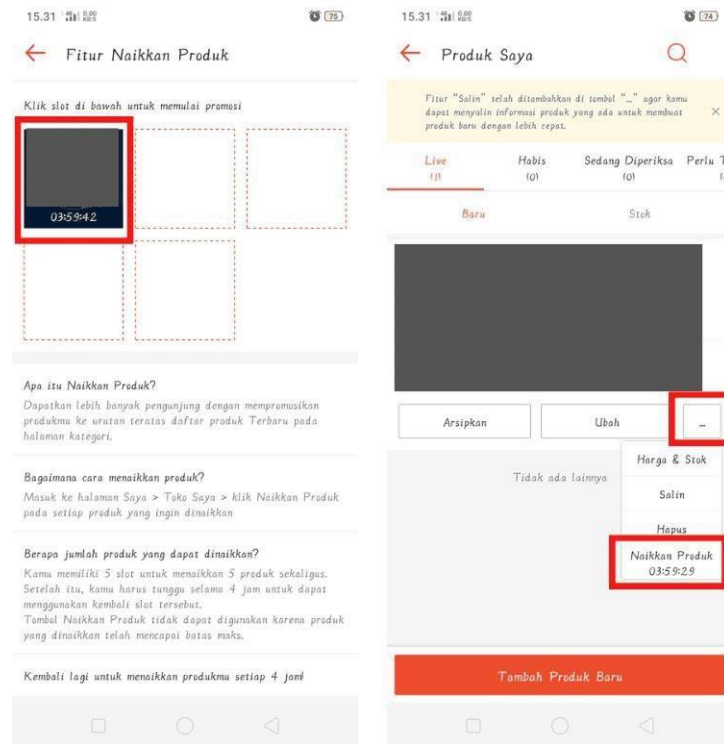 15.31
75
Fitur Naikkan Produk
Klik slot di bawah untuk memulai promosi
03:59:42
Apa itu Naikkan Produk?
Dapatkan lebih banyak pengunjung dengan mempromosikan
produkmu ke urutan teratas daftar produk Terbaru pada
halaman kategori.
Bagaimana cara menaikkan produk?
Masuk ke halaman Saya > Toko Saya > klik Naikkan Produk
pada setiap produk yang ingin dinaikkan
Berapa jumlah produk yang dapat dinaikkan?
Kamu memiliki 5 slot untuk menaikkan 5 produk sekaligus.
Setelah itu, kamu harus tunggu selama 4 jam untuk dapat
menggunakan kembali slot tersebut.
Tombol Naikkan Produk tidak dapat digunakan karena produk
yang dinaikkan telah mencapai batas maks.
Kembali lagi untuk menaikkan produkmu setiap 4 jam!
15.31
74
Produk Saya
Fitur "Salin" telah ditambahkan di tombol "..." agar kamu
dapat menyalin informasi produk yang ada untuk membuat
produk baru dengan lebih cepat.
Live Habis Sedang Diperiksa Perlu T
(1) (0) (0)
Baru Stok
Arsipkan Ubah ...
Harga & Stok
Tidak ada lainnya
Salin
Hapus
Naikkan Produk
03:59:29
Tambah Produk Baru